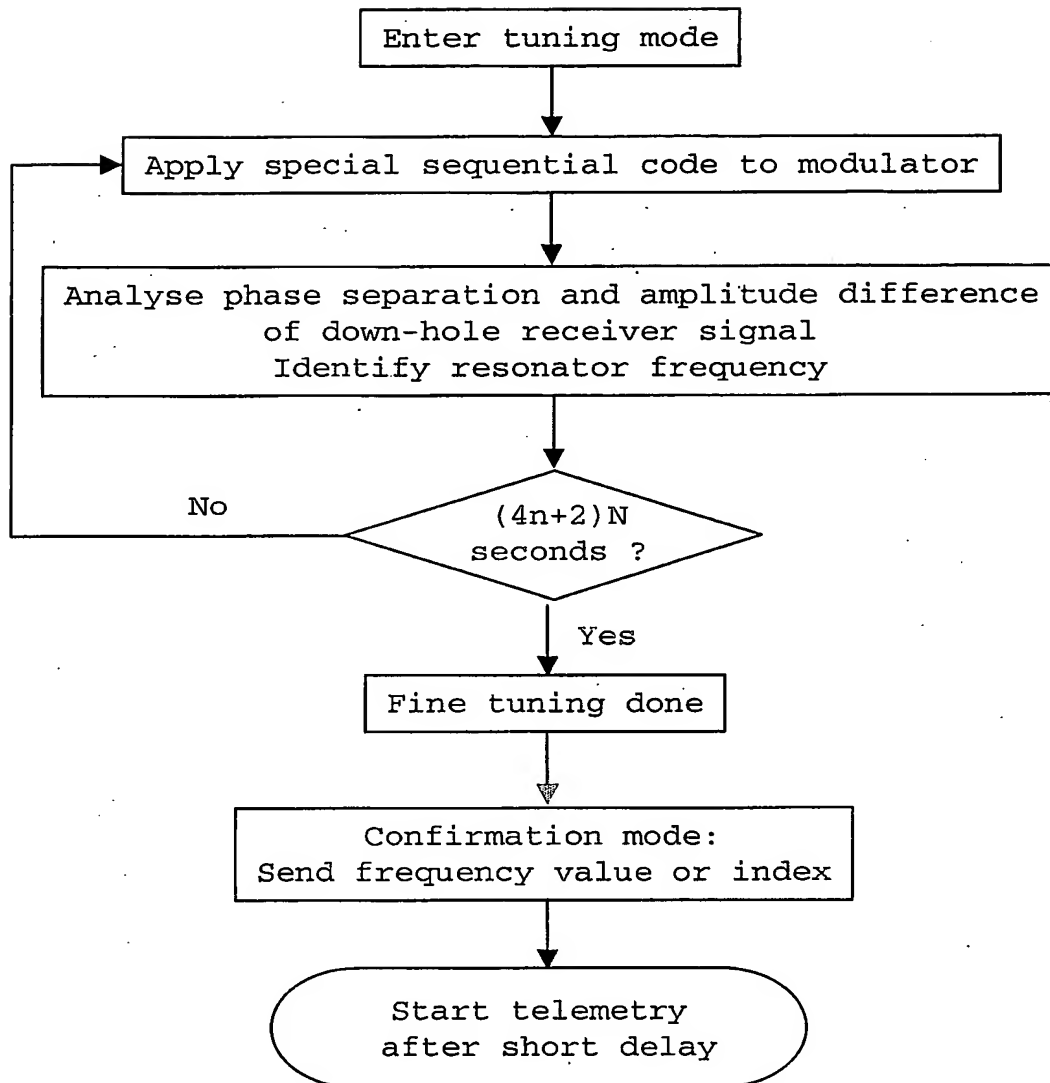 Enter tuning mode
Apply special sequential code to modulator
Analyse phase separation and amplitude difference
of down-hole receiver signal
Identify resonator frequency
No
(4n+2)N
seconds ?
Yes
Fine tuning done
Confirmation mode:
Send frequency value or index
Start telemetry
after short delay